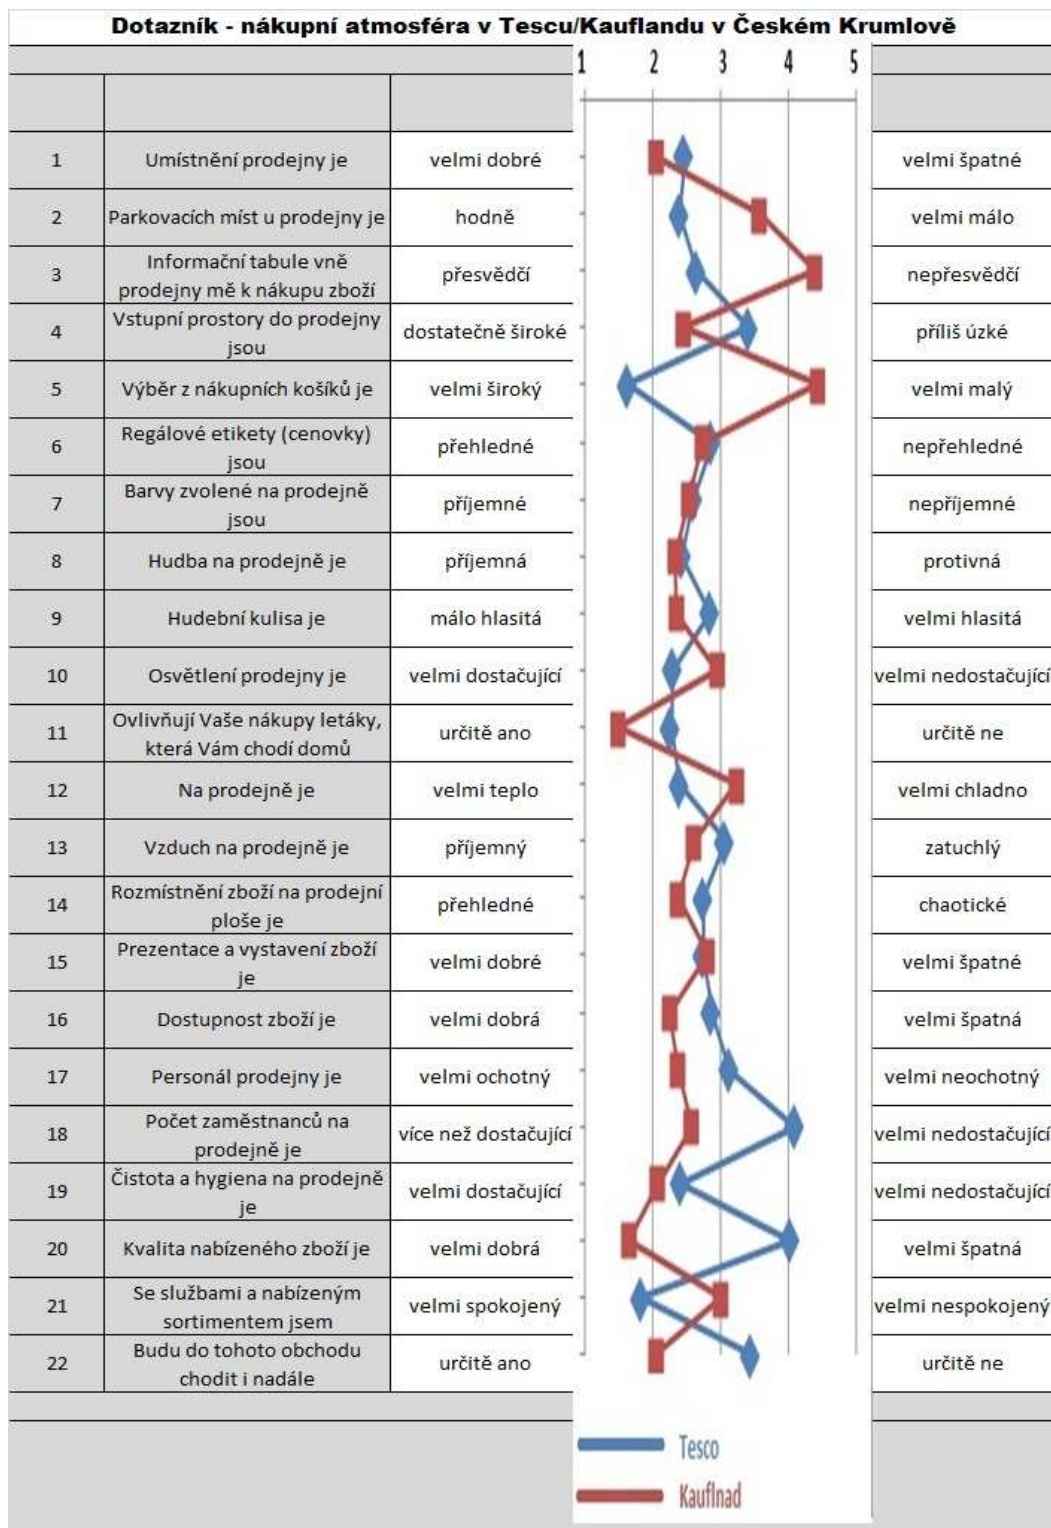 Dotazník - nákupní atmosféra v Tescu/Kauflandu v Českém Krumlově
1 2 3 4 5
1 Umístnění prodejny je velmi dobré velmi špatné
2 Parkovacích míst u prodejny je hodně velmi málo
3 Informační tabule vně prodejny mě k nákupu zboží přesvědčí nepřesvědčí
4 Vstupní prostory do prodejny jsou dostatečně široké příliš úzké
5 Výběr z nákupních košíků je velmi široký velmi malý
6 Regálové etikety (cenovky) jsou přehledné nepřehledné
7 Barvy zvolené na prodejně jsou příjemné nepříjemné
8 Hudba na prodejně je příjemná protivná
9 Hudební kulisa je málo hlasitá velmi hlasitá
10 Osvětlení prodejny je velmi dostačující velmi nedostačující
11 Ovlivňují Vaše nákupy letáky, která Vám chodí domů určitě ano určitě ne
12 Na prodejně je velmi teplo velmi chladno
13 Vzduch na prodejně je příjemný zatuchlý
14 Rozmístnění zboží na prodejní ploše je přehledné chaotické
15 Prezentace a vystavení zboží je velmi dobré velmi špatné
16 Dostupnost zboží je velmi dobrá velmi špatná
17 Personál prodejny je velmi ochotný velmi neochotný
18 Počet zaměstnanců na prodejně je více než dostačující velmi nedostačující
19 Čistota a hygiena na prodejně je velmi dostačující velmi nedostačující
20 Kvalita nabízeného zboží je velmi dobrá velmi špatná
21 Se službami a nabízeným sortimentem jsem velmi spokojený velmi nespokojený
22 Budu do tohoto obchodu chodit i nadále určitě ano určitě ne
Tesco
Kauflnad